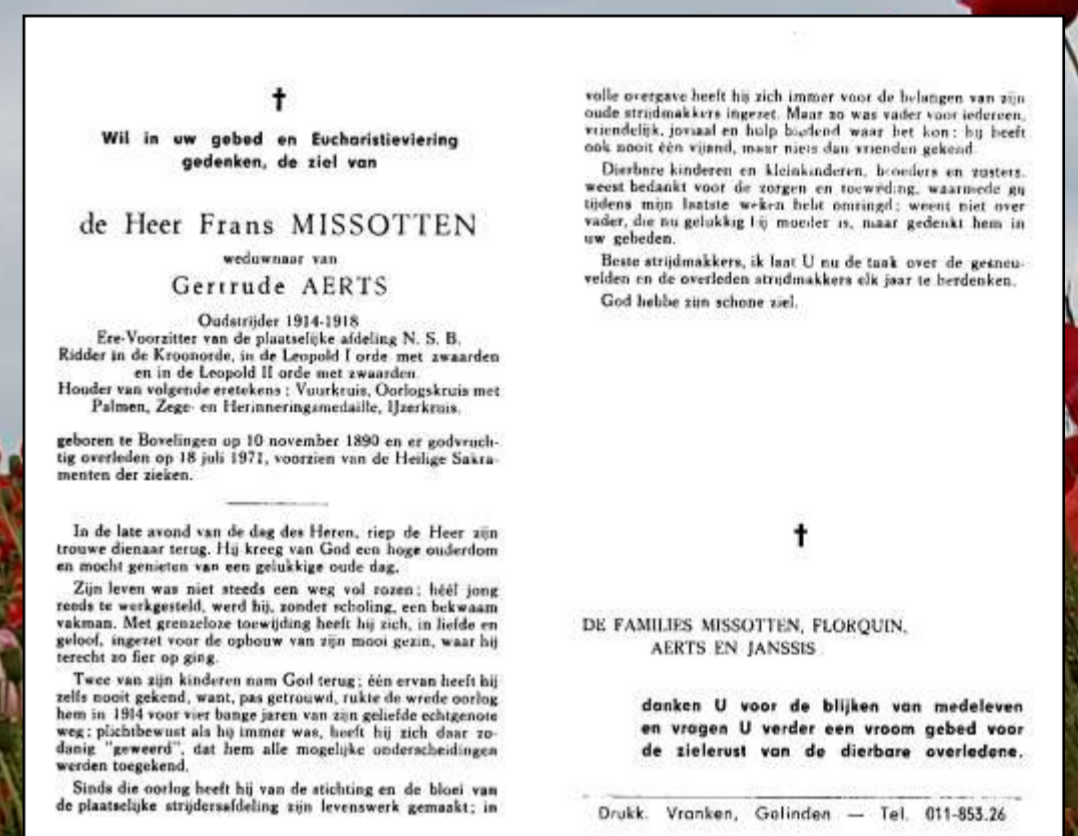 Wil in uw gebed en Eucharistieviering
gedenken, de ziel van
de Heer Frans MISSOTTEN
weduwnaar van
Gertrude AERTS
Oudstrijder 1914-1918
Ere-Voorzitter van de plaatselijke afdeling N. S. B.
Ridder in de Kroonorde, in de Leopold I orde met zwaarden
en in de Leopold II orde met zwaarden.
Houder van volgende eretekens : Vuurkruis, Oorlogskruis met
Palmen, Zege- en Herinneringsmedaille, IJzerkruis.
geboren te Bovelingen op 10 november 1890 en er godvruch-
tig overleden op 18 juli 1971, voorzien van de Heilige Sakra-
menten der zieken.
In de late avond van de dag des Heren, riep de Heer zijn
trouwe dienaar terug. Hij kreeg van God een hoge ouderdom
en mocht genieten van een gelukkige oude dag.
Zijn leven was niet steeds een weg vol rozen ; héél jong
reeds te werkgesteld, werd hij, zonder scholing, een bekwaam
vakman. Met grenzeloze toewijding heeft hij zich, in liefde en
geloof, ingezet voor de opbouw van zijn mooi gezin, waar hij
terecht zo fier op ging.
Twee van zijn kinderen nam God terug ; één ervan heeft hij
zelfs nooit gekend, want, pas getrouwd, rukte de wrede oorlog
hem in 1914 voor vier bange jaren van zijn geliefde echtgenote
weg ; plichtbewust als hij immer was, heeft hij zich daar zo-
danig "geweerd", dat hem alle mogelijke onderscheidingen
werden toegekend.
Sinds die oorlog heeft hij van de stichting en de bloei van
de plaatselijke strijdersafdeling zijn levenswerk gemaakt ; in
volle overgave heeft hij zich immer voor de belangen van zijn
oude strijdmakkers ingezet. Maar zo was vader voor iedereen,
vriendelijk, joviaal en hulp biedend waar het kon ; hij heeft
ook nooit één vijand, maar niets dan vrienden gekend.
Dierbare kinderen en kleinkinderen, broeders en zusters,
weest bedankt voor de zorgen en toewijding, waarmede gij
tijdens mijn laatste weken hebt omringd ; weent niet over
vader, die nu gelukkig bij moeder is, maar gedenkt hem in
uw gebeden.
Beste strijdmakkers, ik laat U nu de taak over de gesneu-
velden en de overleden strijdmakkers elk jaar te herdenken.
God hebbe zijn schone ziel.
DE FAMILIES MISSOTTEN, FLORQUIN,
AERTS EN JANSSIS
danken U voor de blijken van medeleven
en vragen U verder een vroom gebed voor
de zielerust van de dierbare overledene.
Drukk. Vranken, Gelinden — Tel. 011-853.26